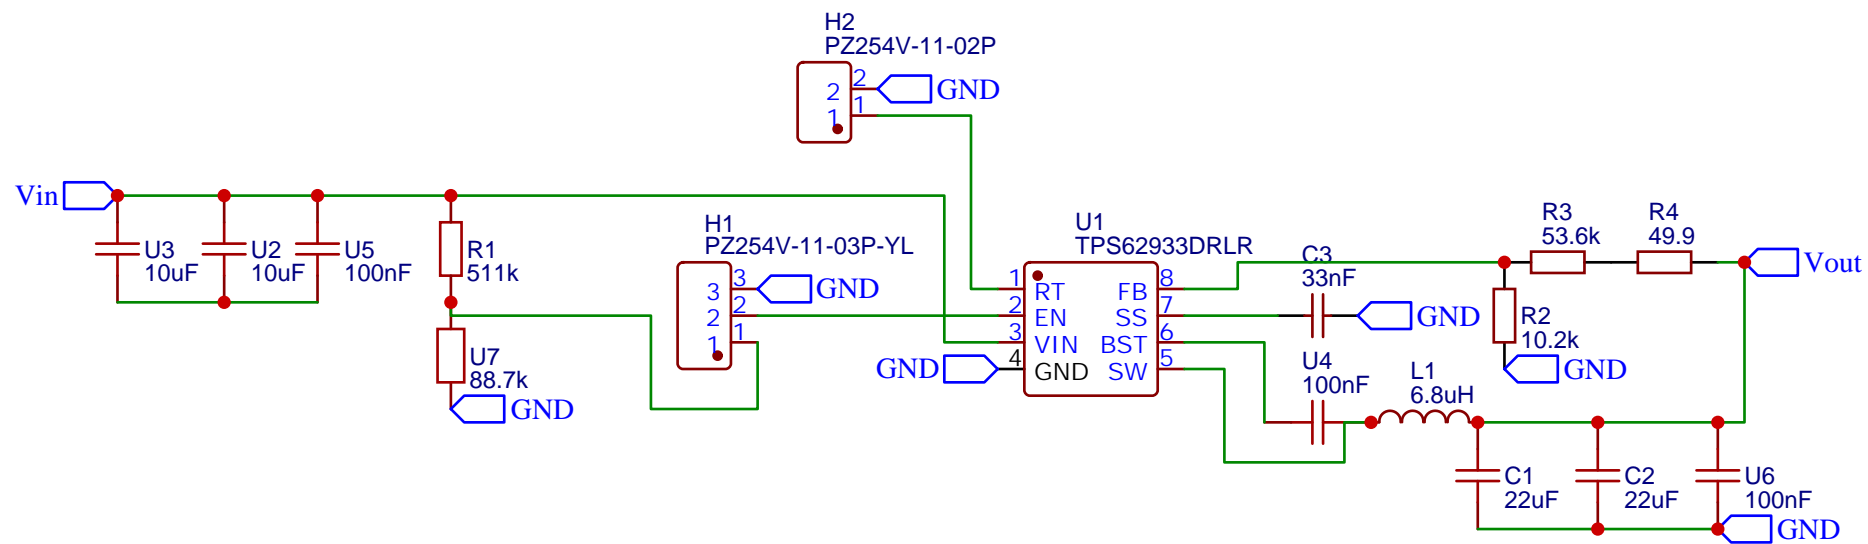 H2
PZ254V-11-02P
2
2
GND
1
1
Vin
U3
10uF
U2
10uF
U5
100nF
R1
511k
U7
88.7k
GND
H1
PZ254V-11-03P-YL
3
3
GND
2
2
1
1
U1
TPS62933DRLR
1
RT
FB
8
2
EN
SS
7
3
VIN
BST
6
GND
4
GND
SW
5
C3
33nF
GND
U4
100nF
L1
6.8uH
R3
53.6k
R4
49.9
Vout
R2
10.2k
GND
C1
22uF
C2
22uF
U6
100nF
GND